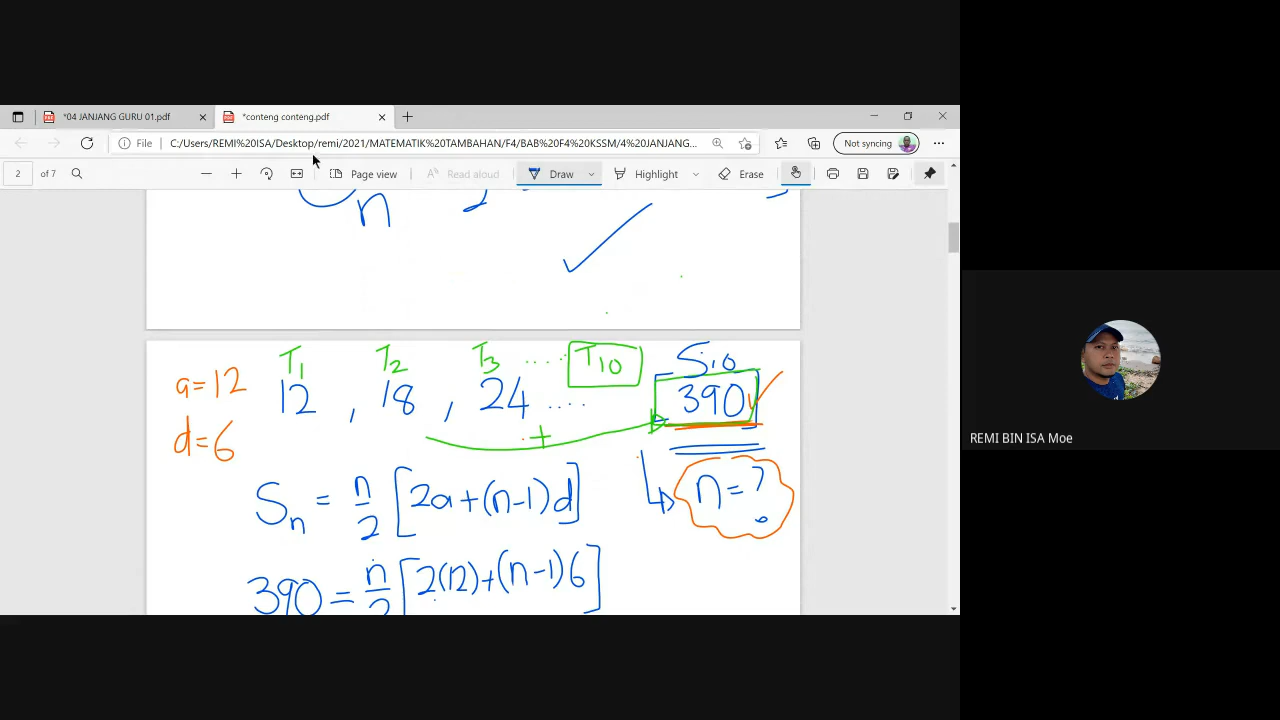 *04 JANJANG GURU 01.pdf
*conteng conteng.pdf
File C:/Users/REMI%20ISA/Desktop/remi/2021/MATEMATIK%20TAMBAHAN/F4/BAB%20F4%20KSSM/4%20JANJANG... Not syncing
2 of 7 Page view Read aloud Draw Highlight Erase
n 2
T1 T2 T3 ..... T10 S10
a=12 12 , 18 , 24 .... 390
d=6 +
n=?
Sn = n/2 [2a+(n-1)d]
390 = n/2 [2(12)+(n-1)6]
REMI BIN ISA Moe